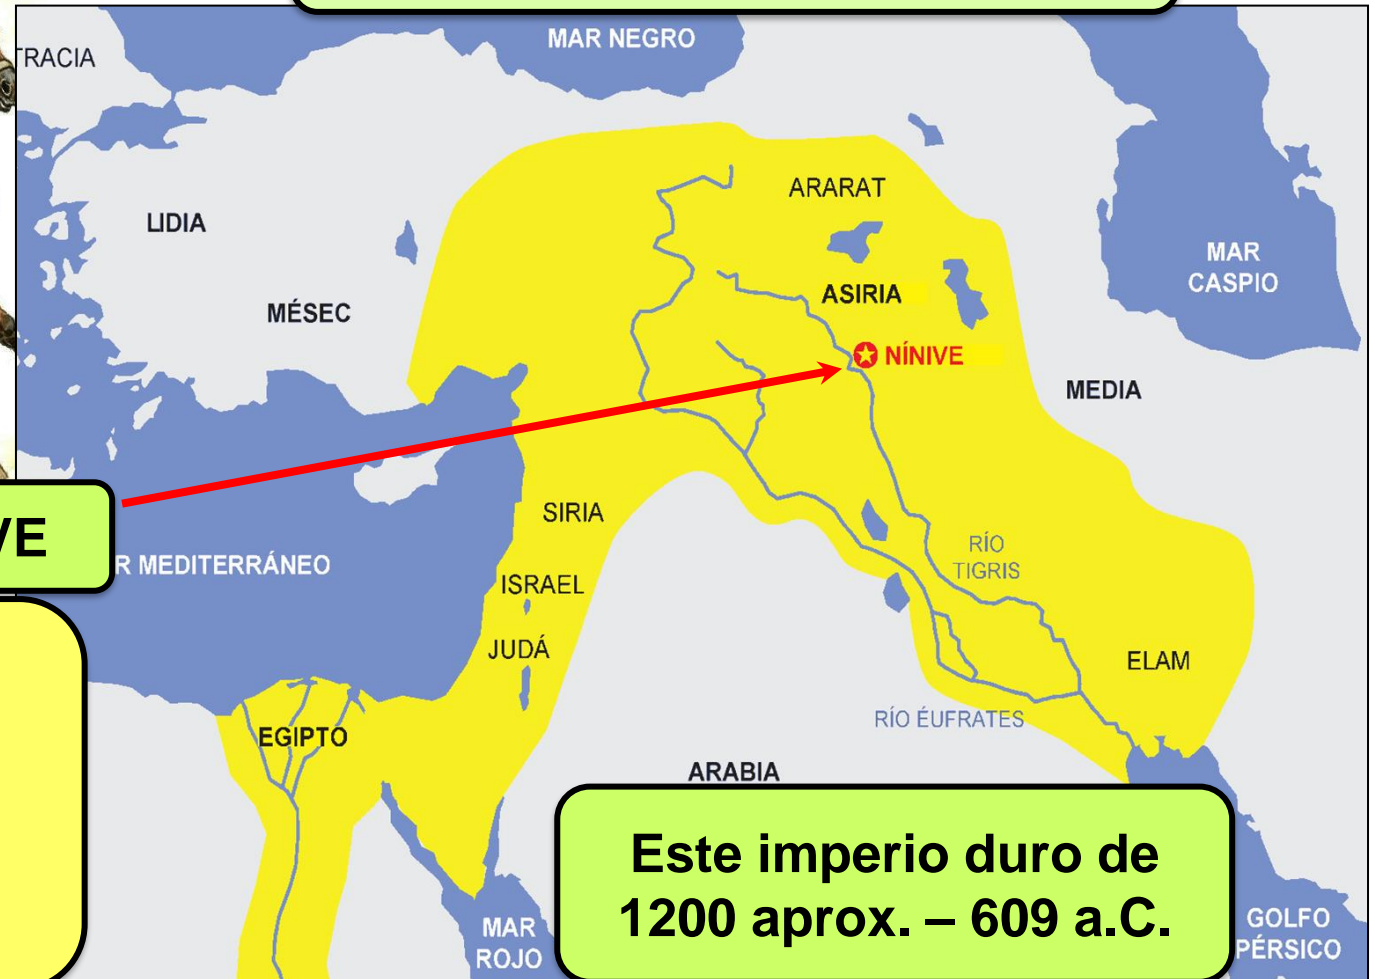 MAR NEGRO
TRACIA
ARARAT
LIDIA
MAR
CASPIO
ASIRIA
MÉSEC
NÍNIVE
MEDIA
SIRIA
VE
R MEDITERRÁNEO
RÍO
TIGRIS
ISRAEL
JUDÁ
ELAM
RÍO ÉUFRATES
EGIPTO
ARABIA
Este imperio duro de
1200 aprox. – 609 a.C.
MAR
ROJO
GOLFO
PÉRSICO